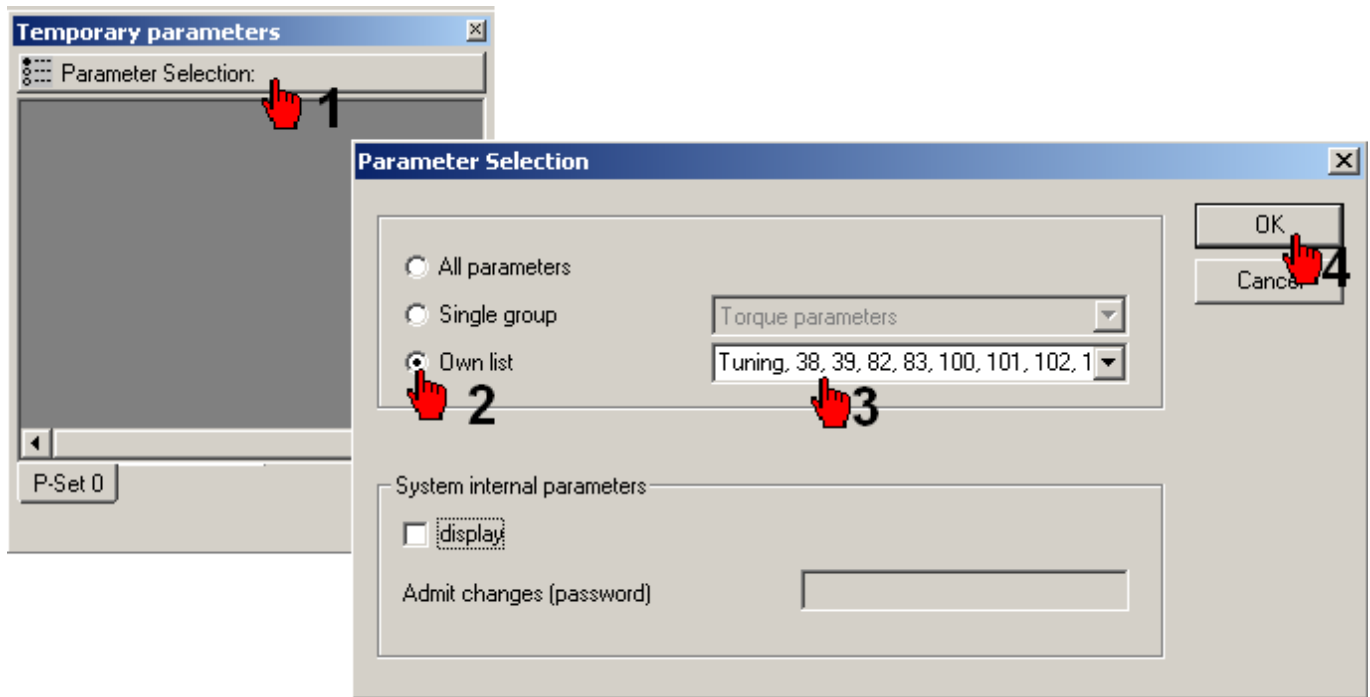 Temporary parameters
Parameter Selection:
1
Parameter Selection
OK
4
Cancel
All parameters
Single group
Torque parameters
Own list
Tuning, 38, 39, 82, 83, 100, 101, 102, 1
2
3
P-Set 0
System internal parameters
display
Admit changes (password)